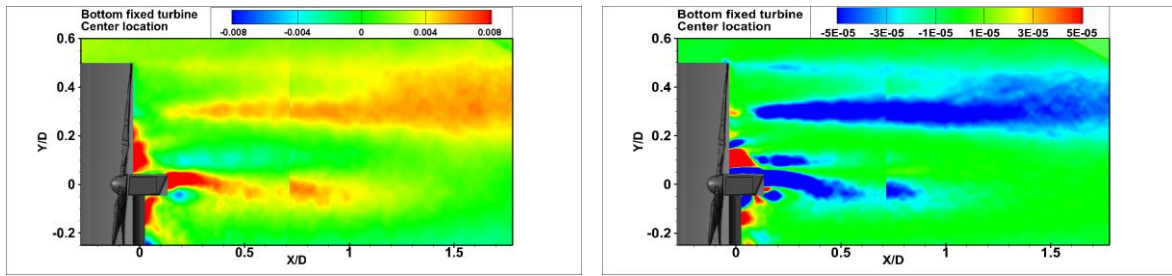 Bottom fixed turbine
Center location
-0.008 -0.004 0 0.004 0.008
0.6
0.4
0.2
0
-0.2
Y/D
0 0.5 1 1.5
X/D
Bottom fixed turbine
Center location
-5E-05 -3E-05 -1E-05 1E-05 3E-05 5E-05
0.6
0.4
0.2
0
-0.2
Y/D
0 0.5 1 1.5
X/D